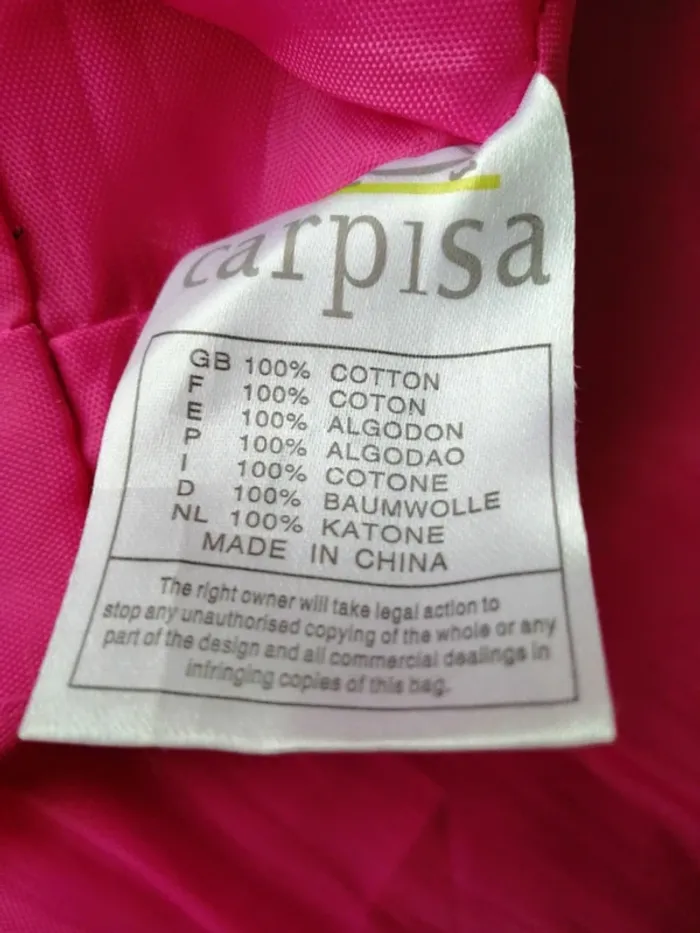 carpisa
GB 100% COTTON
F 100% COTON
E 100% ALGODON
P 100% ALGODAO
I 100% COTONE
D 100% BAUMWOLLE
NL 100% KATONE
MADE IN CHINA
The right owner will take legal action to
stop any unauthorised copying of the whole or any
part of the design and all commercial dealings in
infringing copies of this bag.